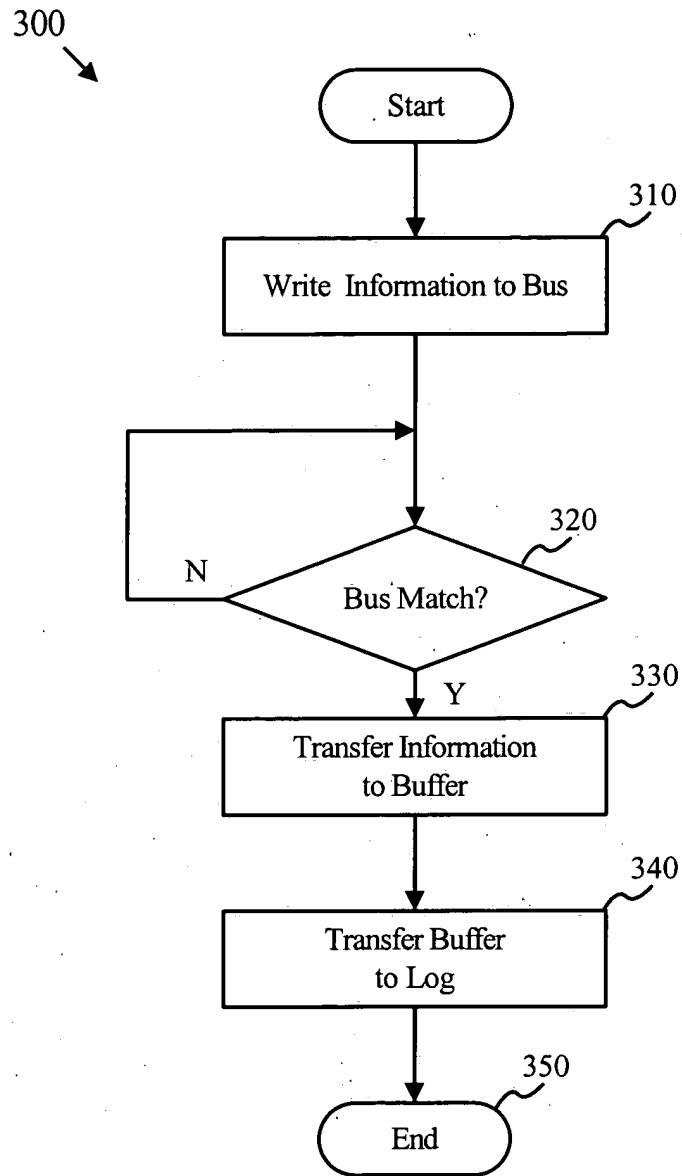 300
Start
310
Write Information to Bus
320
N
Bus Match?
Y
330
Transfer Information
to Buffer
340
Transfer Buffer
to Log
350
End